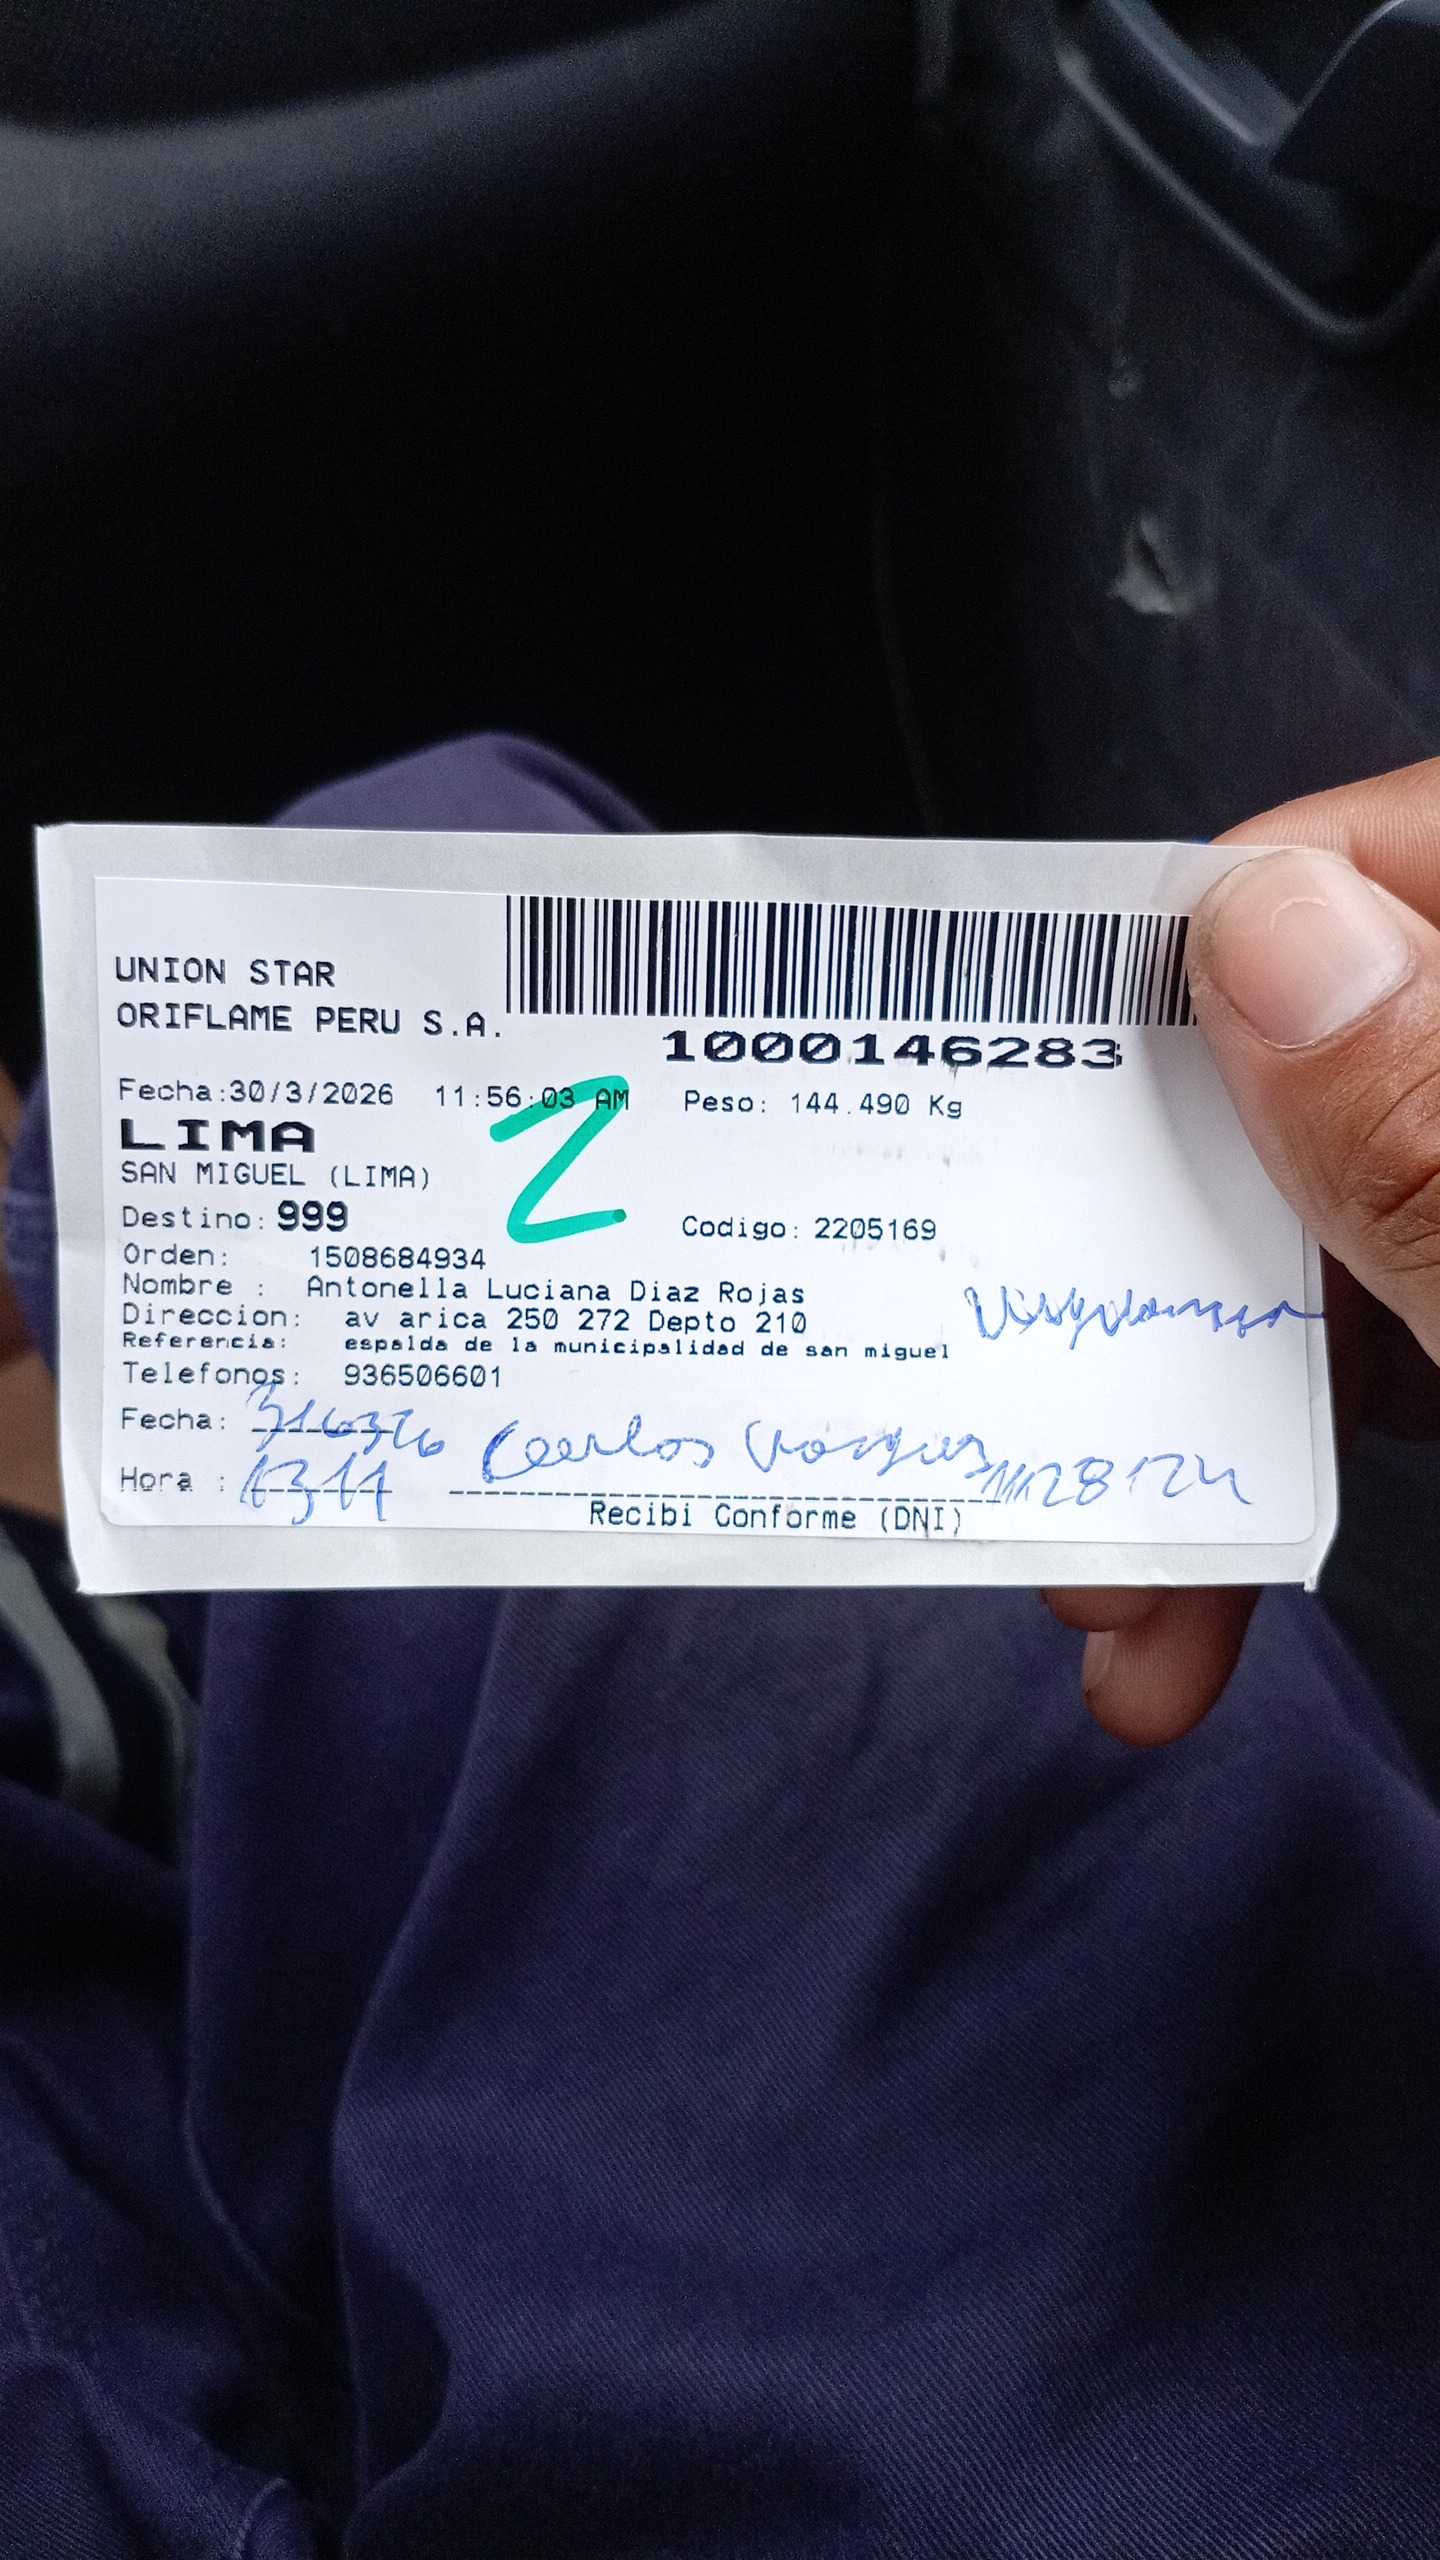 UNION STAR
ORIFLAME PERU S.A.
1000146283
Fecha:30/3/2026 11:56:03 AM Peso: 144.490 Kg
LIMA
2
SAN MIGUEL (LIMA)
Destino: 999 Codigo: 2205169
Orden: 1508684934
Nombre : Antonella Luciana Diaz Rojas
Direccion: av arica 250 272 Depto 210
Referencia: espalda de la municipalidad de san miguel
Telefonos: 936506601
Fecha:
Hora : Carlos
Recibi Conforme (DNI)